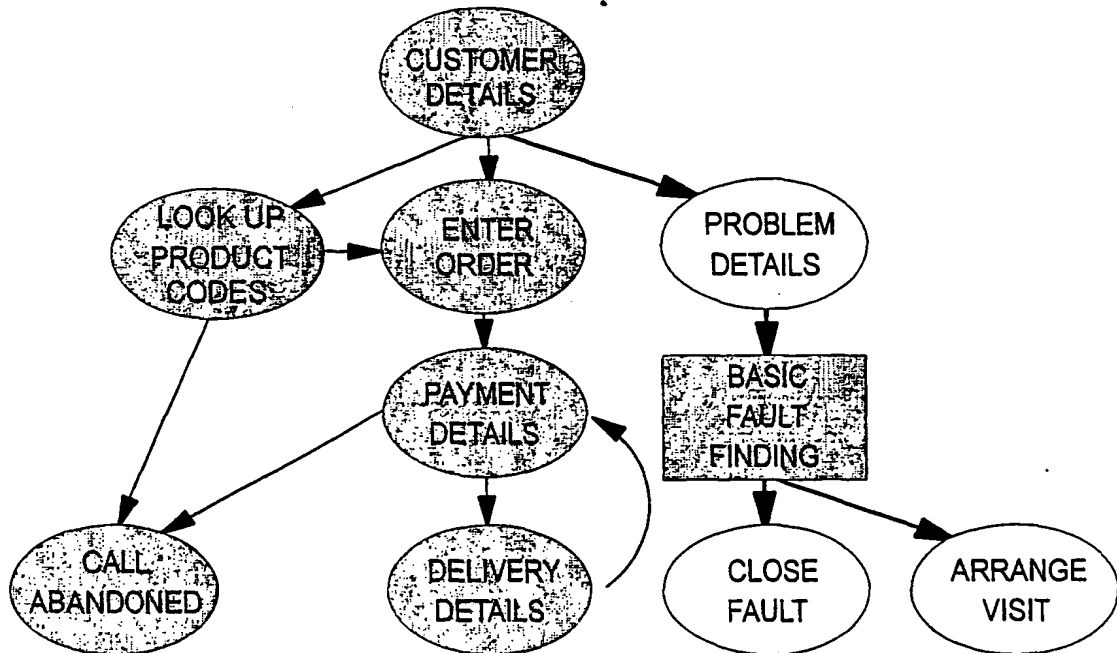 CUSTOMER
DETAILS
LOOK UP
PRODUCT
CODES
ENTER
ORDER
PROBLEM
DETAILS
PAYMENT
DETAILS
BASIC
FAULT
FINDING
CALL
ABANDONED
DELIVERY
DETAILS
CLOSE
FAULT
ARRANGE
VISIT